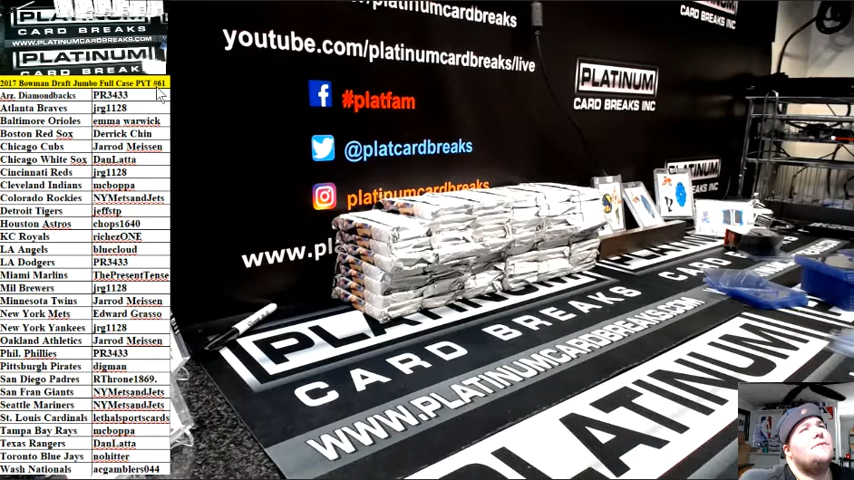 PLATINUM
CARD BREAKS
WWW.PLATINUMCARDBREAKS.COM
PLATINUM
CARD BREAK
2017 Bowman Draft Jumbo Full Case PYT #61
Arz. Diamondbacks PR3433
Atlanta Braves jrg1128
Baltimore Orioles emma warwick
Boston Red Sox Derrick Chin
Chicago Cubs Jarrod Meissen
Chicago White Sox DanLatta
Cincinnati Reds jrg1128
Cleveland Indians mcboppa
Colorado Rockies NYMetsandJets
Detroit Tigers jeffstp
Houston Astros chops1640
KC Royals richezONE
LA Angels bluecloud
LA Dodgers PR3433
Miami Marlins ThePresentTense
Mil Brewers jrg1128
Minnesota Twins Jarrod Meissen
New York Mets Edward Grasso
New York Yankees jrg1128
Oakland Athletics Jarrod Meissen
Phil. Phillies PR3433
Pittsburgh Pirates digman
San Diego Padres RThrone1869.
San Fran Giants NYMetsandJets
Seattle Mariners NYMetsandJets
St. Louis Cardinals lethalsportscards
Tampa Bay Rays mcboppa
Texas Rangers DanLatta
Toronto Blue Jays nohitter
Wash Nationals acgamblers044
platinumcardbreaks
youtube.com/platinumcardbreaks/live
#platfam
@platcardbreaks
platinumcardbreaks
www.pl
PLATINUM
CARD BREAKS INC
CARD BREAKS INC
PLATINUM
CARD BREAKS INC
PLATINUM
CARD BREAKS
WWW.PLATINUMCARDBREAKS.COM
PLATINUM